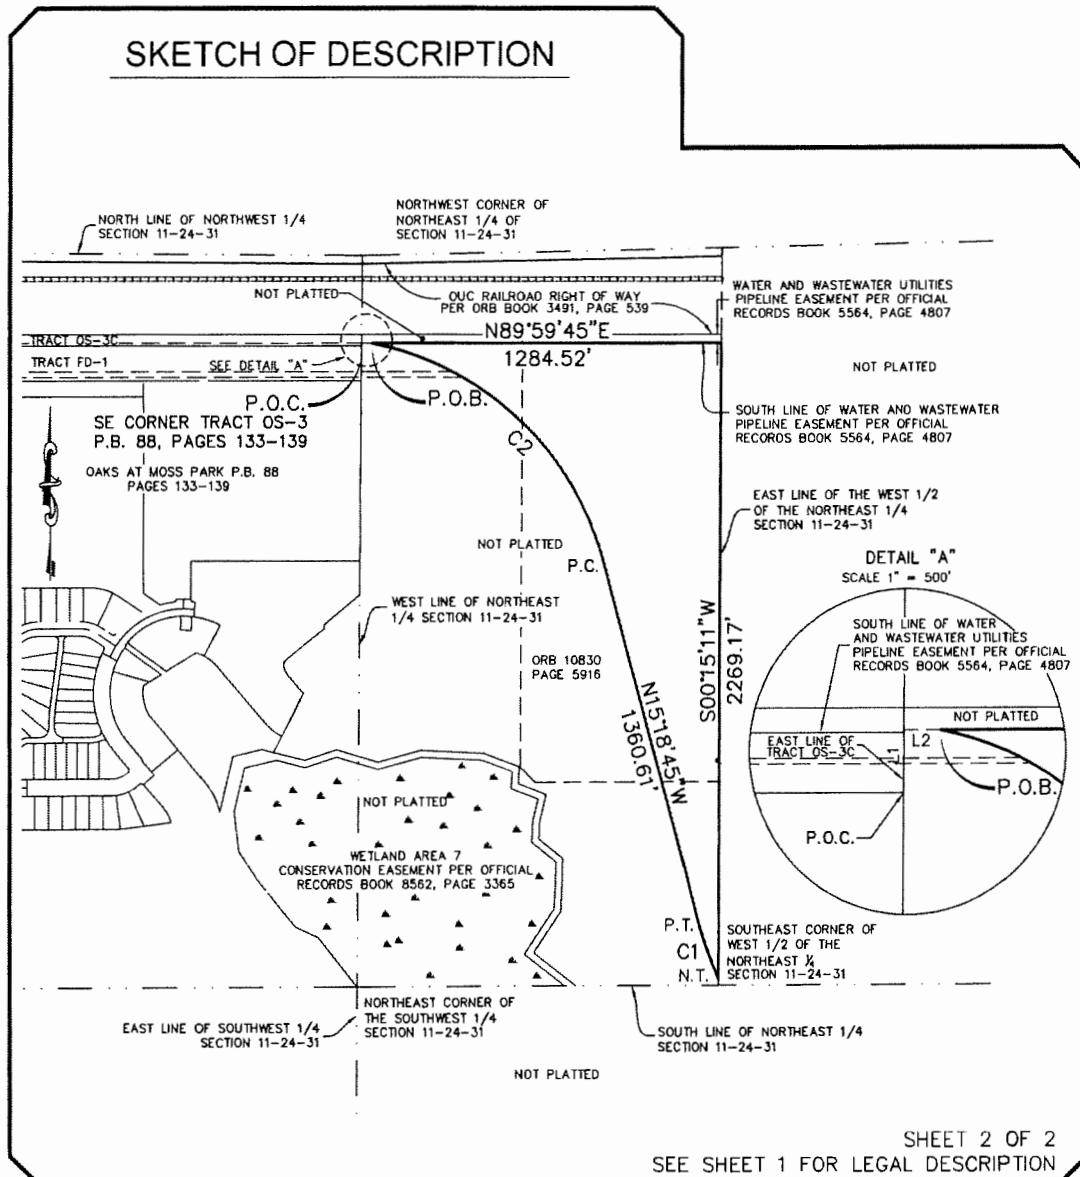 SKETCH OF DESCRIPTION
NORTH LINE OF NORTHWEST 1/4
SECTION 11-24-31
NORTHWEST CORNER OF
NORTHEAST 1/4 OF
SECTION 11-24-31
NOT PLATTED
OUC RAILROAD RIGHT OF WAY
PER ORB BOOK 3491, PAGE 539
WATER AND WASTEWATER UTILITIES
PIPELINE EASEMENT PER OFFICIAL
RECORDS BOOK 5564, PAGE 4807
N89°59'45"E
1284.52'
TRACT OS-3C
TRACT FD-1
SEE DETAIL "A"
NOT PLATTED
P.O.C.
P.O.B.
SE CORNER TRACT OS-3
P.B. 88, PAGES 133-139
SOUTH LINE OF WATER AND WASTEWATER
PIPELINE EASEMENT PER OFFICIAL
RECORDS BOOK 5564, PAGE 4807
C2
OAKS AT MOSS PARK P.B. 88
PAGES 133-139
EAST LINE OF THE WEST 1/2
OF THE NORTHEAST 1/4
SECTION 11-24-31
NOT PLATTED
P.C.
DETAIL "A"
SCALE 1" = 500'
WEST LINE OF NORTHEAST
1/4 SECTION 11-24-31
SOUTH LINE OF WATER
AND WASTEWATER UTILITIES
PIPELINE EASEMENT PER OFFICIAL
RECORDS BOOK 5564, PAGE 4807
ORB 10830
PAGE 5916
S00°15'11"W
2269.17'
N15°18'45"W
1360.61'
NOT PLATTED
EAST LINE OF
TRACT OS-3C
L1
L2
P.O.B.
P.O.C.
NOT PLATTED
WETLAND AREA 7
CONSERVATION EASEMENT PER OFFICIAL
RECORDS BOOK 8562, PAGE 3365
P.T.
C1
N.T.
SOUTHEAST CORNER OF
WEST 1/2 OF THE
NORTHEAST ¼
SECTION 11-24-31
EAST LINE OF SOUTHWEST 1/4
SECTION 11-24-31
NORTHEAST CORNER OF
THE SOUTHWEST 1/4
SECTION 11-24-31
SOUTH LINE OF NORTHEAST 1/4
SECTION 11-24-31
NOT PLATTED
SHEET 2 OF 2
SEE SHEET 1 FOR LEGAL DESCRIPTION